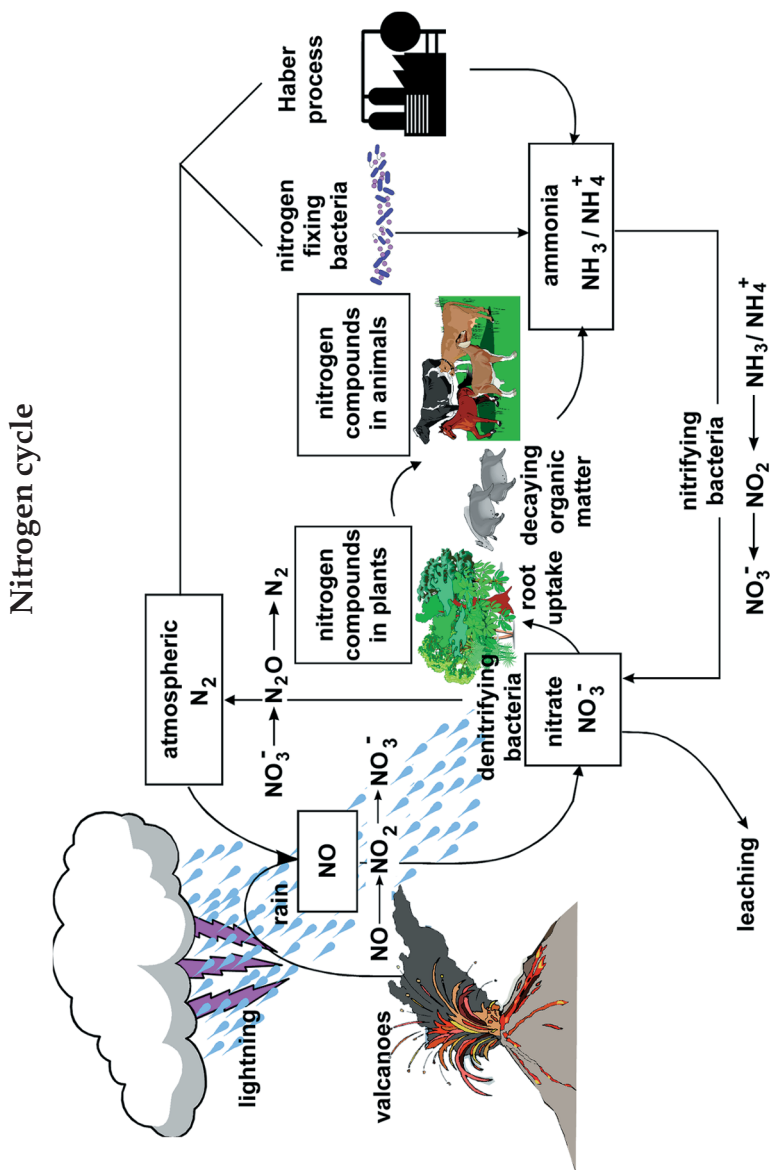 Nitrogen cycle
lightning
rain
atmospheric
N₂
Haber
process
nitrogen
fixing
bacteria
NO
NO₃⁻ → N₂O → N₂
NO → NO₂ → NO₃⁻
valcanoes
nitrogen
compounds
in plants
nitrogen
compounds
in animals
denitrifying
bacteria
root
uptake
decaying
organic
matter
nitrate
NO₃⁻
ammonia
NH₃ / NH₄⁺
leaching
nitrifying
bacteria
NO₃⁻ ← NO₂ ← NH₃/ NH₄⁺